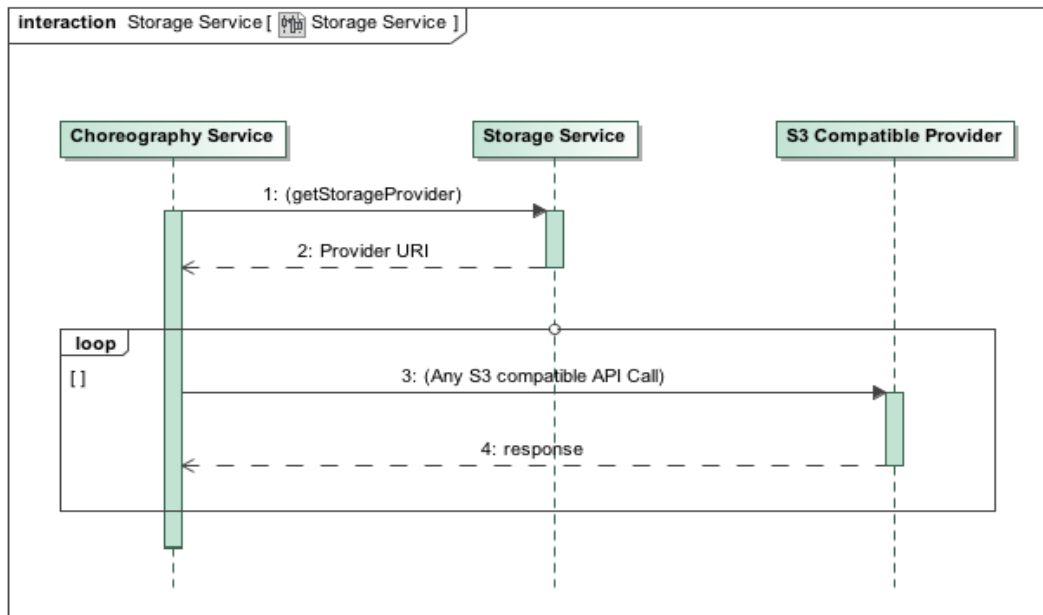 interaction Storage Service [ Storage Service ]
Choreography Service
Storage Service
S3 Compatible Provider
1: (getStorageProvider)
2: Provider URI
loop
[ ]
3: (Any S3 compatible API Call)
4: response